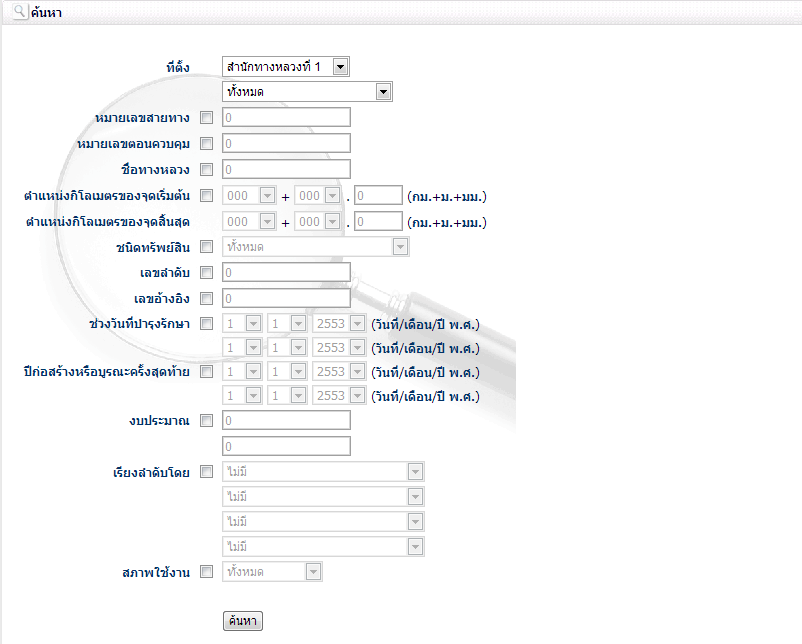 ค้นหา
ที่ตั้ง สำนักทางหลวงที่ 1
ทั้งหมด
หมายเลขสายทาง 0
หมายเลขตอนควบคุม 0
ชื่อทางหลวง 0
ตำแหน่งกิโลเมตรของจุดเริ่มต้น 000 + 000 . 0 (กม.+ม.+มม.)
ตำแหน่งกิโลเมตรของจุดสิ้นสุด 000 + 000 . 0 (กม.+ม.+มม.)
ชนิดทรัพย์สิน ทั้งหมด
เลขลำดับ 0
เลขอ้างอิง 0
ช่วงวันที่บำรุงรักษา 1 1 2553 (วันที่/เดือน/ปี พ.ศ.)
1 1 2553 (วันที่/เดือน/ปี พ.ศ.)
ปีก่อสร้างหรือบูรณะครั้งสุดท้าย 1 1 2553 (วันที่/เดือน/ปี พ.ศ.)
1 1 2553 (วันที่/เดือน/ปี พ.ศ.)
งบประมาณ 0
0
เรียงลำดับโดย ไม่มี
ไม่มี
ไม่มี
ไม่มี
สภาพใช้งาน ทั้งหมด
ค้นหา